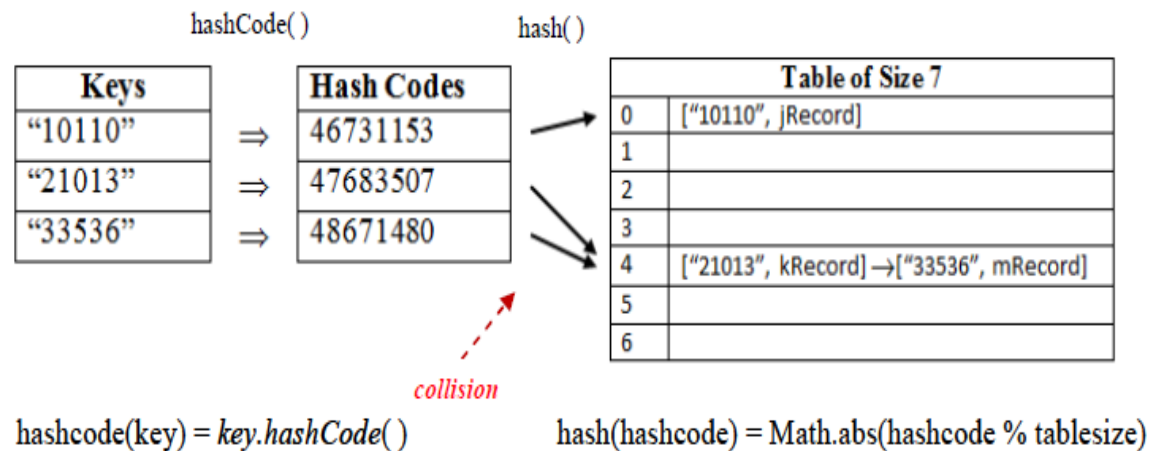 hashCode( )
hash( )
Keys
"10110"
"21013"
"33536"
⇒
⇒
⇒
Hash Codes
46731153
47683507
48671480
Table of Size 7
0 ["10110", jRecord]
1
2
3
4 ["21013", kRecord]→["33536", mRecord]
5
6
collision
hashcode(key) = key.hashCode( )
hash(hashcode) = Math.abs(hashcode % tablesize)